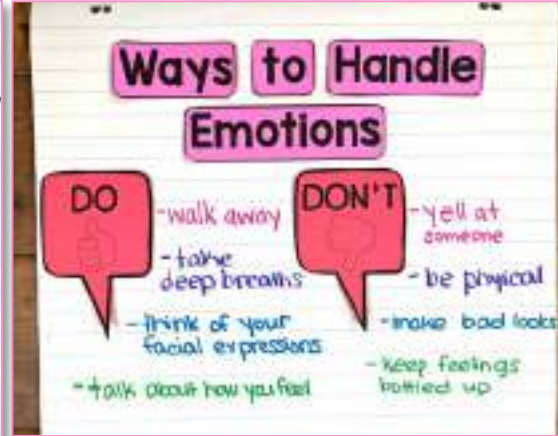 Ways to Handle
Emotions
DO
-walk away
-take
deep breaths
-think of your
facial expressions
-talk about how you feel
DON'T
-yell at
someone
-be physical
-make bad looks
-keep feelings
bottled up